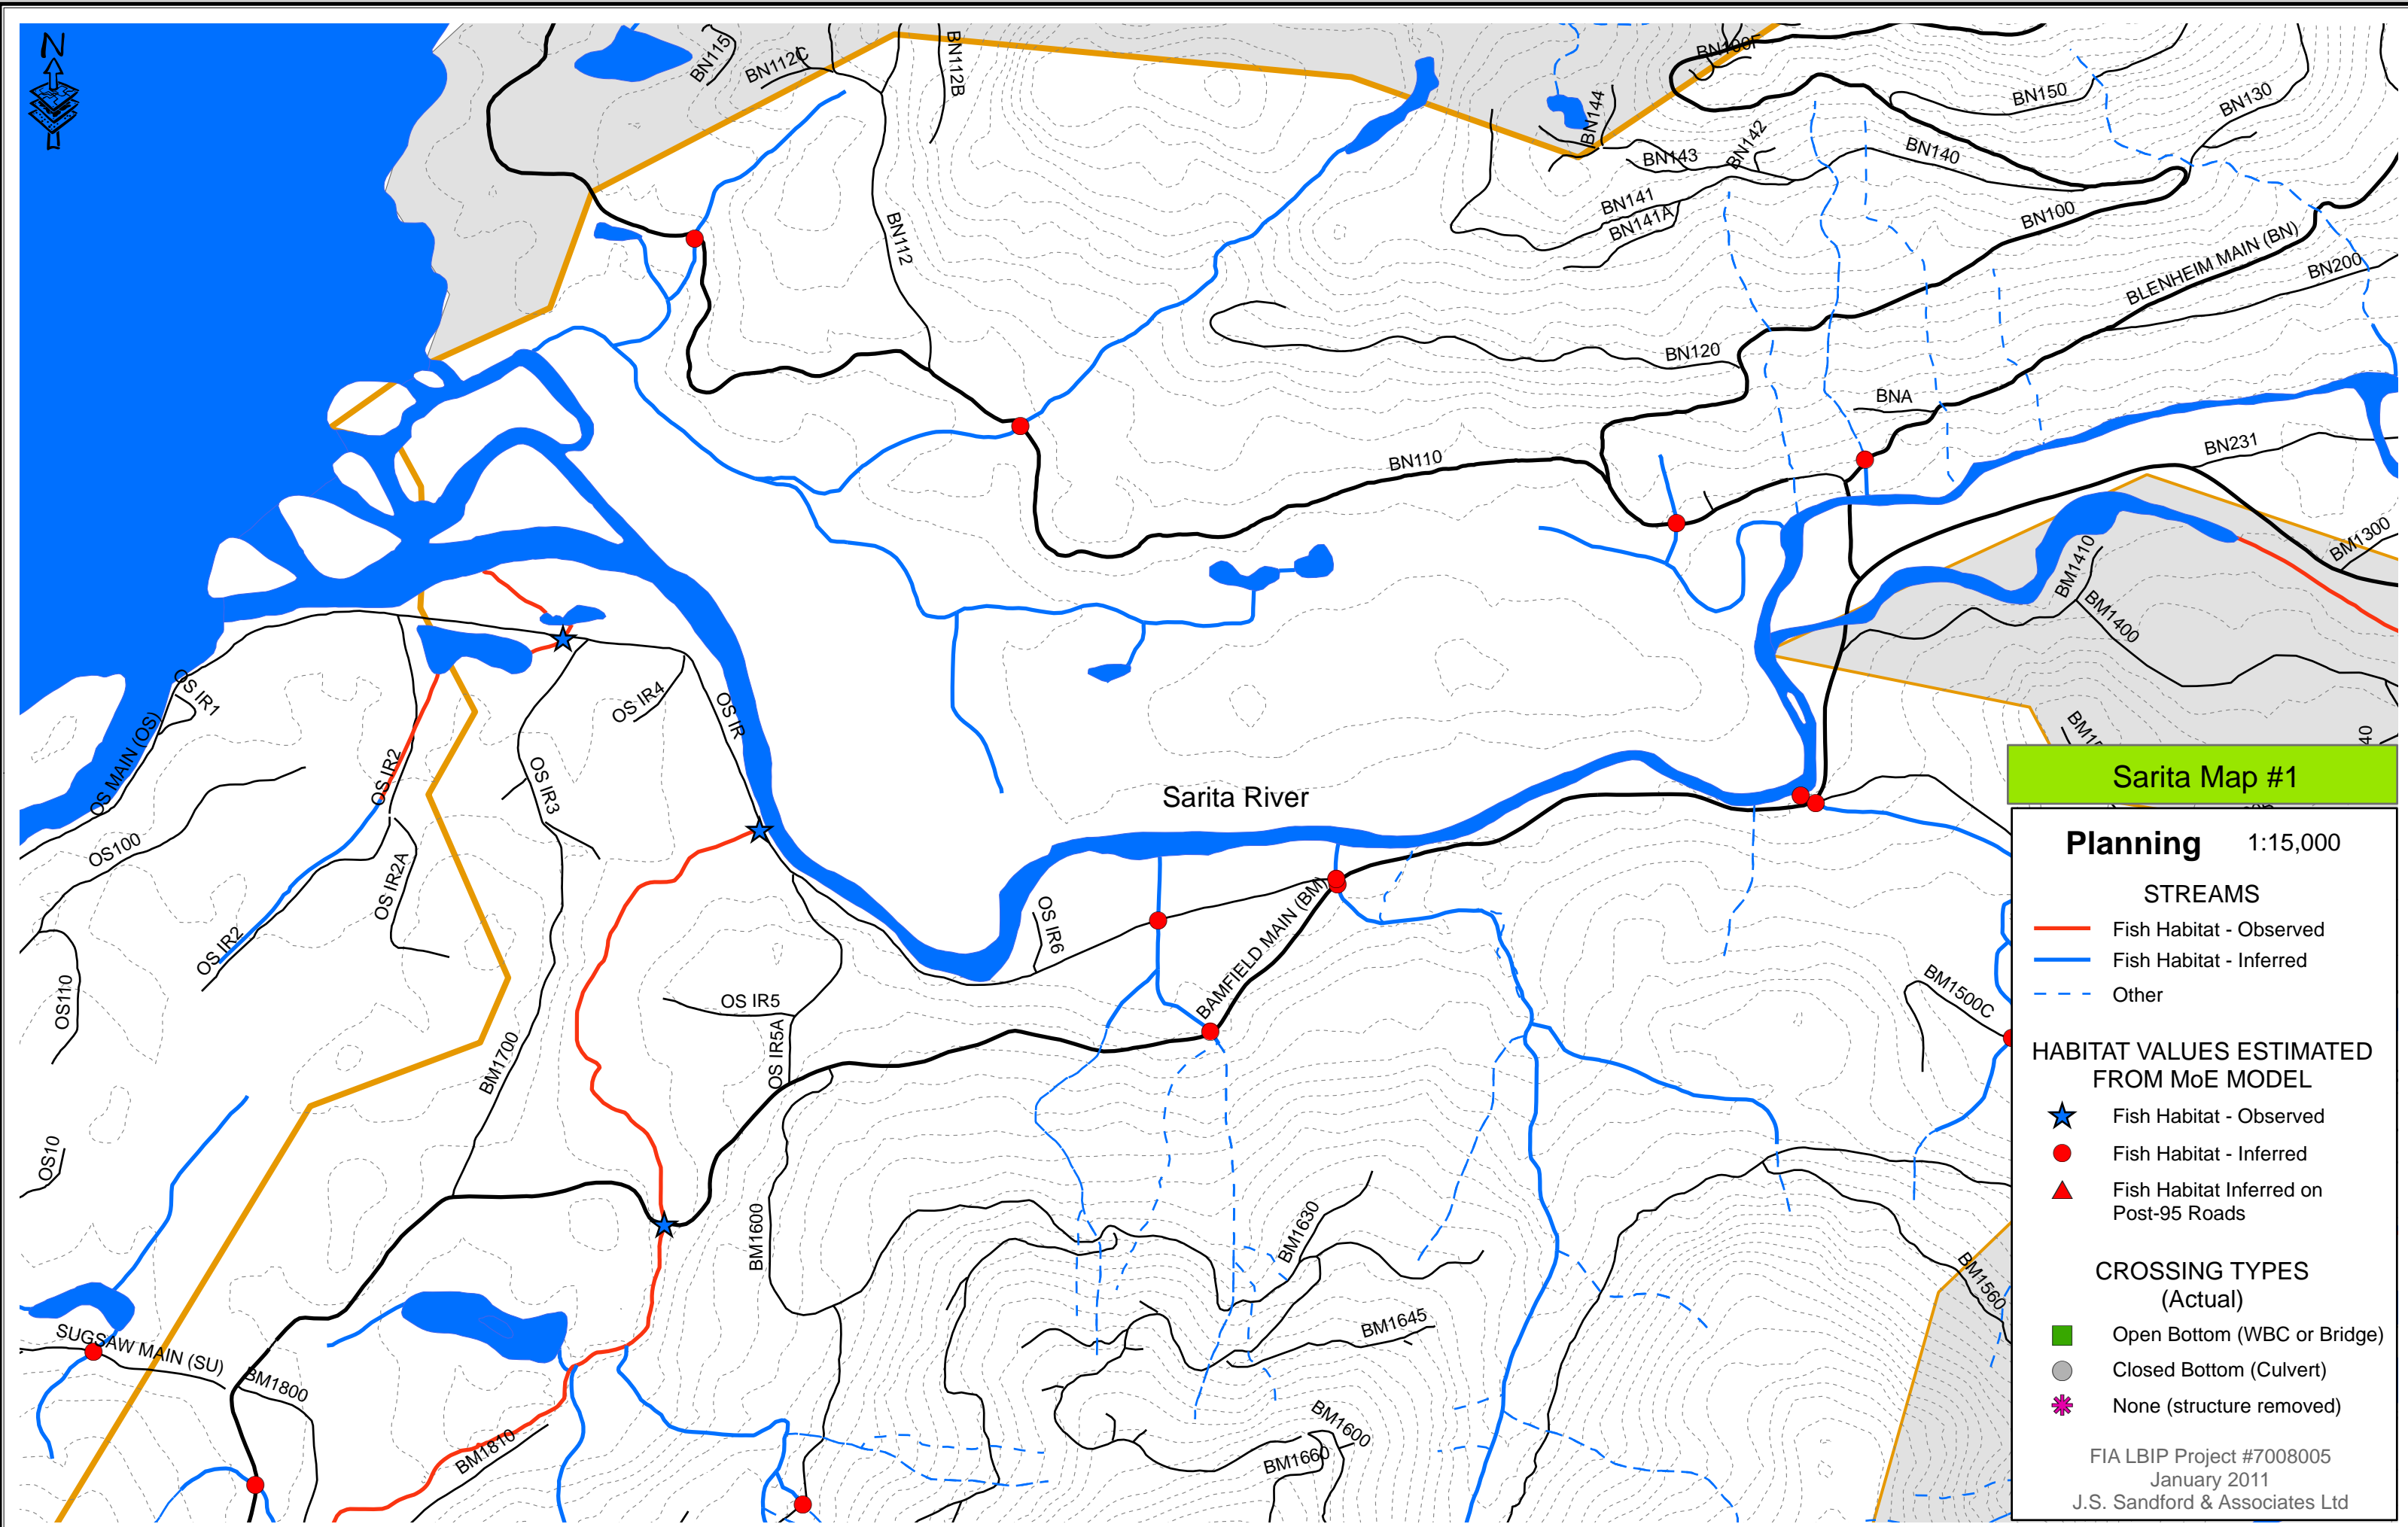 N
BN115
BN112C
BN112B
BN100F
BN144
BN150
BN130
BN143
BN142
BN140
BN141
BN141A
BN100
BN112
BLENHEIM MAIN (BN)
BN200
BN120
BNA
BN110
BN231
BM1300
BM1410
BM1400
OS IR1
OS MAIN (OS)
OS IR4
OS IR
OS IR2
OS IR3
OS100
OS IR2A
OS IR2
OS110
Sarita River
40
Sarita Map #1
OS IR6
BAMFIELD MAIN (BM)
OS IR5
OS IR5A
BM1700
BM1500C
OS10
BM1600
BM1630
BM1560
BM1645
SUGSAW MAIN (SU)
BM1800
BM1810
BM1600
BM1660
Planning 1:15,000
STREAMS
Fish Habitat - Observed
Fish Habitat - Inferred
Other
HABITAT VALUES ESTIMATED
FROM MoE MODEL
Fish Habitat - Observed
Fish Habitat - Inferred
Fish Habitat Inferred on
Post-95 Roads
CROSSING TYPES
(Actual)
Open Bottom (WBC or Bridge)
Closed Bottom (Culvert)
None (structure removed)
FIA LBIP Project #7008005
January 2011
J.S. Sandford & Associates Ltd